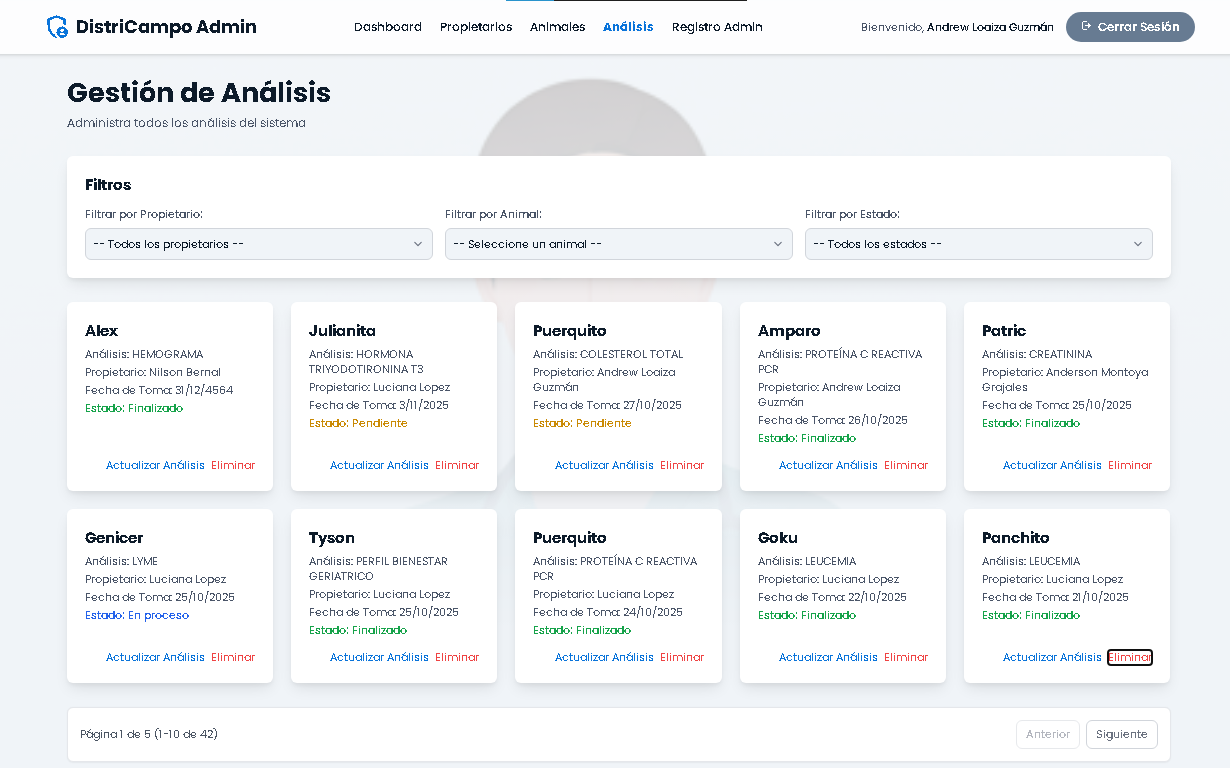 DistriCampo Admin
Dashboard Propietarios Animales Análisis Registro Admin
Bienvenido, Andrew Loaiza Guzmán
Cerrar Sesión
Gestión de Análisis
Administra todos los análisis del sistema
Filtros
Filtrar por Propietario:
-- Todos los propietarios --
Filtrar por Animal:
-- Seleccione un animal --
Filtrar por Estado:
-- Todos los estados --
Alex
Análisis: HEMOGRAMA
Propietario: Nilson Bernal
Fecha de Toma: 31/12/4564
Estado: Finalizado
Actualizar Análisis Eliminar
Julianita
Análisis: HORMONA
TRIYODOTIRONINA T3
Propietario: Luciana Lopez
Fecha de Toma: 3/11/2025
Estado: Pendiente
Actualizar Análisis Eliminar
Puerquito
Análisis: COLESTEROL TOTAL
Propietario: Andrew Loaiza
Guzmán
Fecha de Toma: 27/10/2025
Estado: Pendiente
Actualizar Análisis Eliminar
Amparo
Análisis: PROTEÍNA C REACTIVA
PCR
Propietario: Andrew Loaiza
Guzmán
Fecha de Toma: 26/10/2025
Estado: Finalizado
Actualizar Análisis Eliminar
Patric
Análisis: CREATININA
Propietario: Anderson Montoya
Grajales
Fecha de Toma: 25/10/2025
Estado: Finalizado
Actualizar Análisis Eliminar
Genicer
Análisis: LYME
Propietario: Luciana Lopez
Fecha de Toma: 25/10/2025
Estado: En proceso
Actualizar Análisis Eliminar
Tyson
Análisis: PERFIL BIENESTAR
GERIATRICO
Propietario: Luciana Lopez
Fecha de Toma: 25/10/2025
Estado: Finalizado
Actualizar Análisis Eliminar
Puerquito
Análisis: PROTEÍNA C REACTIVA
PCR
Propietario: Luciana Lopez
Fecha de Toma: 24/10/2025
Estado: Finalizado
Actualizar Análisis Eliminar
Goku
Análisis: LEUCEMIA
Propietario: Luciana Lopez
Fecha de Toma: 22/10/2025
Estado: Finalizado
Actualizar Análisis Eliminar
Panchito
Análisis: LEUCEMIA
Propietario: Luciana Lopez
Fecha de Toma: 21/10/2025
Estado: Finalizado
Actualizar Análisis Eliminar
Página 1 de 5 (1-10 de 42)
Anterior Siguiente